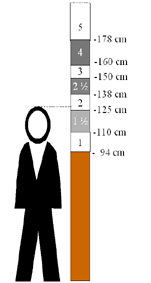 5
-178 cm
4
-160 cm
3
-150 cm
2 ½
-138 cm
2
-125 cm
1 ½
-110 cm
1
- 94 cm